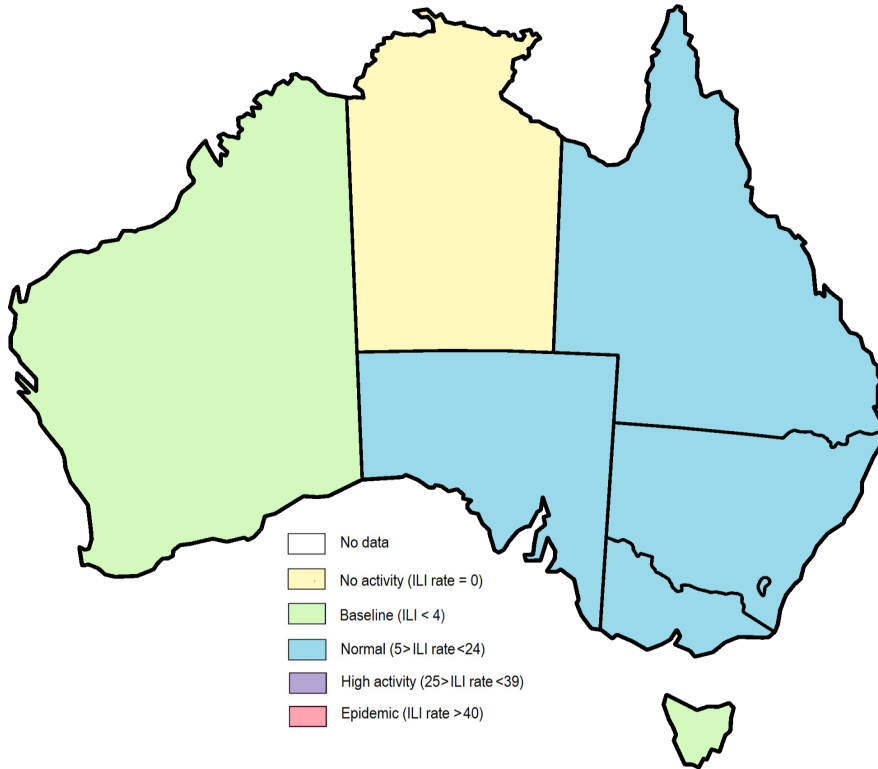 No data
No activity (ILI rate = 0)
Baseline (ILI < 4)
Normal (5> ILI rate <24)
High activity (25> ILI rate <39)
Epidemic (ILI rate >40)